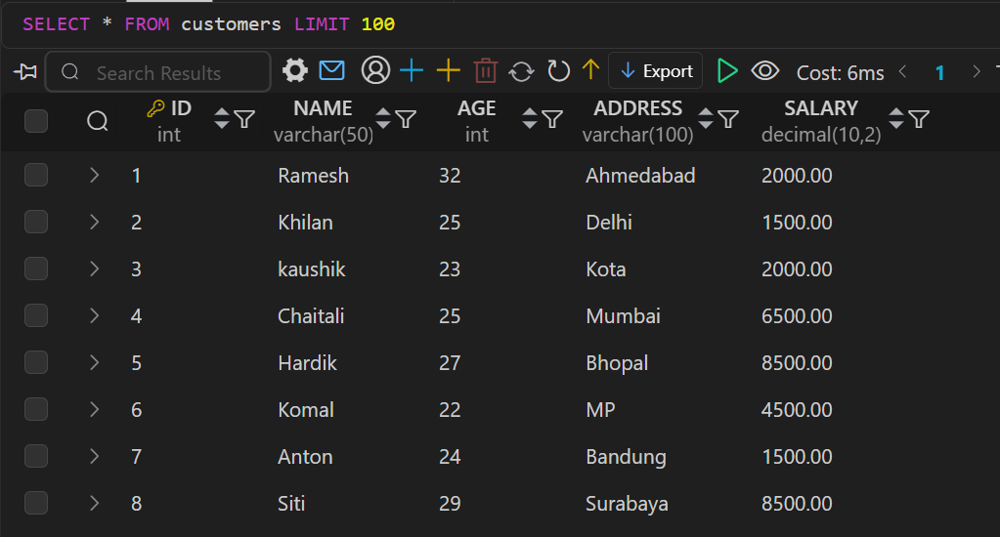 SELECT * FROM customers LIMIT 100
Search Results Export Cost: 6ms 1
ID NAME AGE ADDRESS SALARY
int varchar(50) int varchar(100) decimal(10,2)
1 Ramesh 32 Ahmedabad 2000.00
2 Khilan 25 Delhi 1500.00
3 kaushik 23 Kota 2000.00
4 Chaitali 25 Mumbai 6500.00
5 Hardik 27 Bhopal 8500.00
6 Komal 22 MP 4500.00
7 Anton 24 Bandung 1500.00
8 Siti 29 Surabaya 8500.00